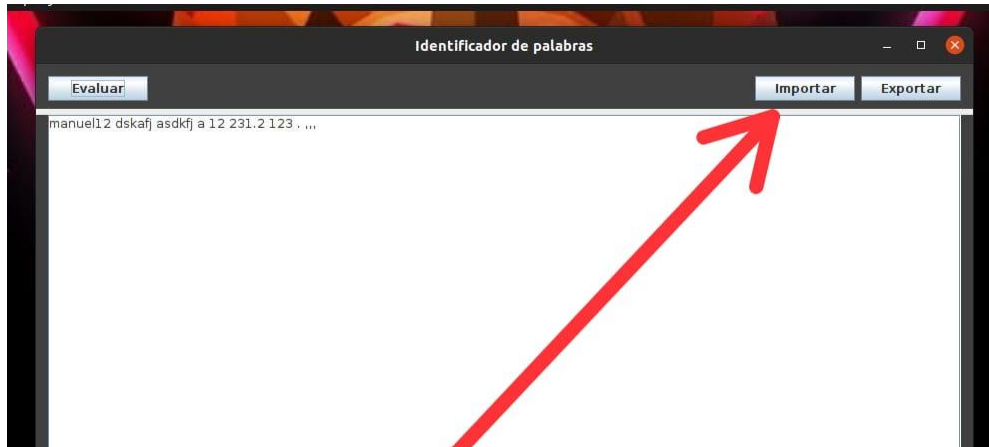 Identificador de palabras
Evaluar
Importar
Exportar
manuel12 dskafj asdkfj a 12 231.2 123 . ,,,